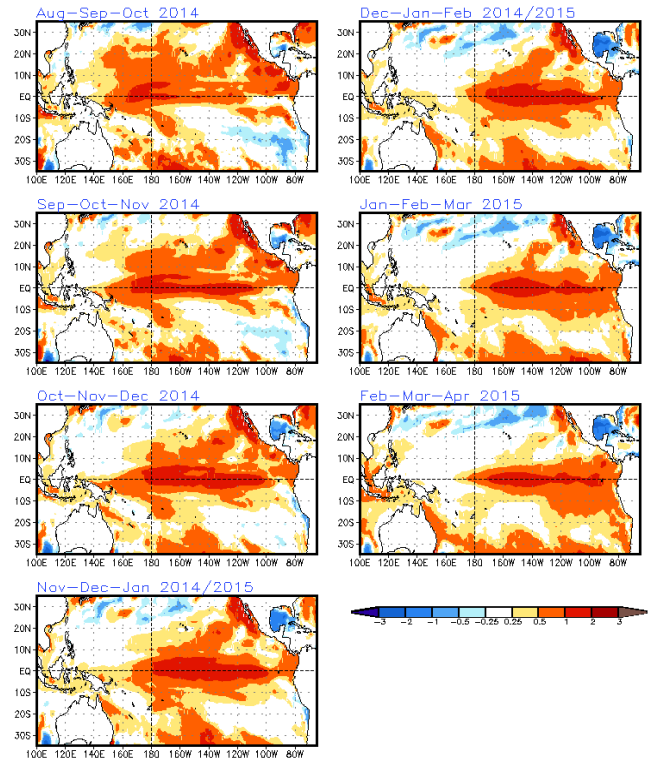 Aug-Sep-Oct 2014
30N
20N
10N
EQ
10S
20S
30S
100E 120E 140E 160E 180 160W 140W 120W 100W 80W
Sep-Oct-Nov 2014
30N
20N
10N
EQ
10S
20S
30S
100E 120E 140E 160E 180 160W 140W 120W 100W 80W
Oct-Nov-Dec 2014
30N
20N
10N
EQ
10S
20S
30S
100E 120E 140E 160E 180 160W 140W 120W 100W 80W
Nov-Dec-Jan 2014/2015
30N
20N
10N
EQ
10S
20S
30S
100E 120E 140E 160E 180 160W 140W 120W 100W 80W
Dec-Jan-Feb 2014/2015
30N
20N
10N
EQ
10S
20S
30S
100E 120E 140E 160E 180 160W 140W 120W 100W 80W
Jan-Feb-Mar 2015
30N
20N
10N
EQ
10S
20S
30S
100E 120E 140E 160E 180 160W 140W 120W 100W 80W
Feb-Mar-Apr 2015
30N
20N
10N
EQ
10S
20S
30S
100E 120E 140E 160E 180 160W 140W 120W 100W 80W
-3 -2 -1 -0.5 -0.25 0.25 0.5 1 2 3